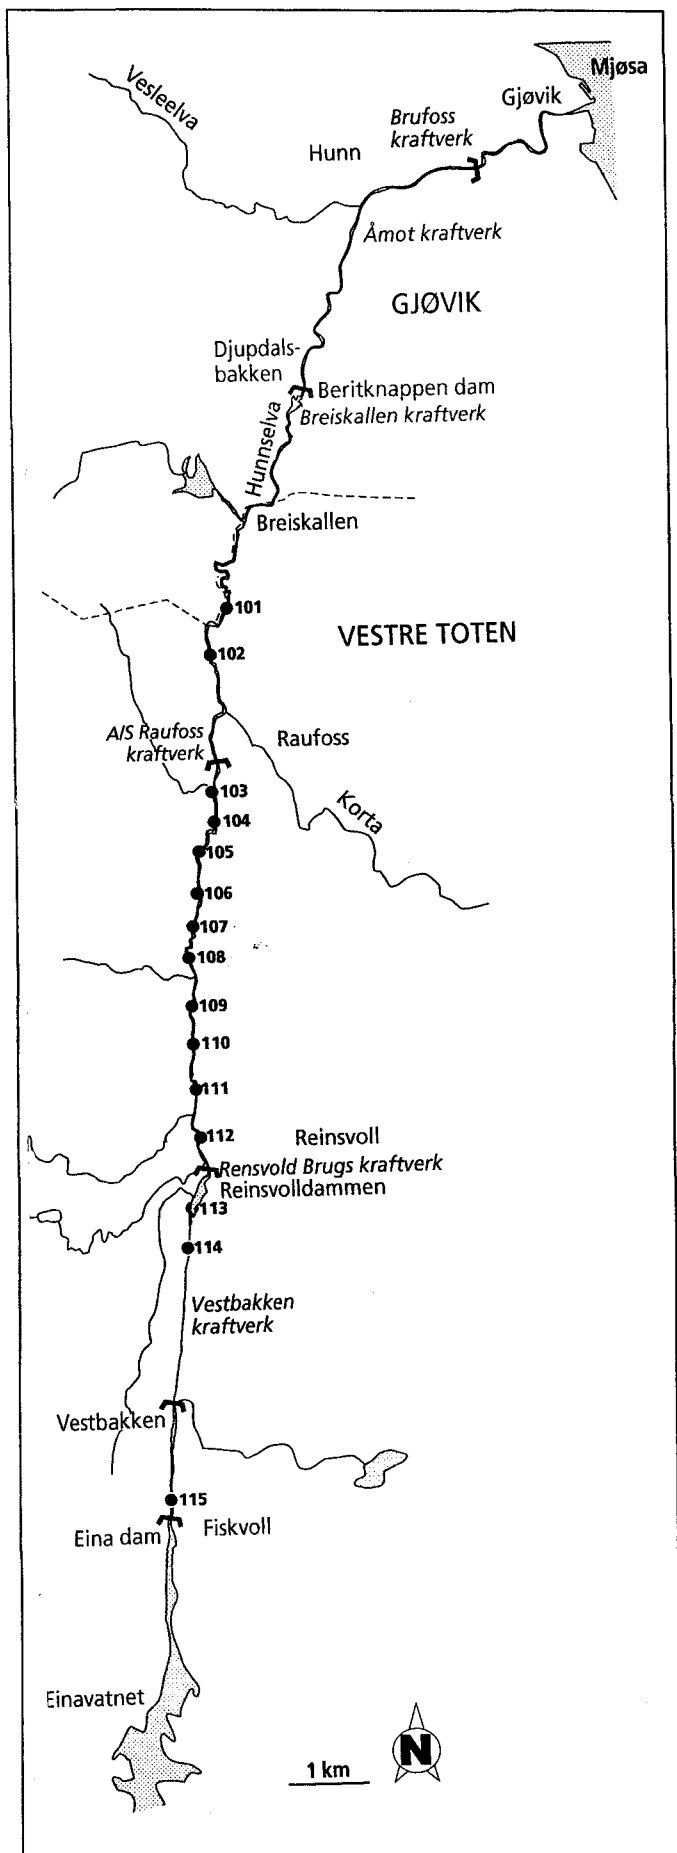 Mjøsa
Vesleelva
Gjøvik
Brufoss
kraftverk
Hunn
Åmot kraftverk
GJØVIK
Djupdals-
bakken
Beritknappen dam
Breiskallen kraftverk
Hunnselva
Breiskallen
101
VESTRE TOTEN
102
A/S Raufoss
kraftverk
Raufoss
103
Korta
104
105
106
107
108
109
110
111
112
Reinsvoll
Rensvold Brugs kraftverk
Reinsvolldammen
113
114
Vestbakken
kraftverk
Vestbakken
115
Eina dam
Fiskvoll
Einavatnet
N
1 km